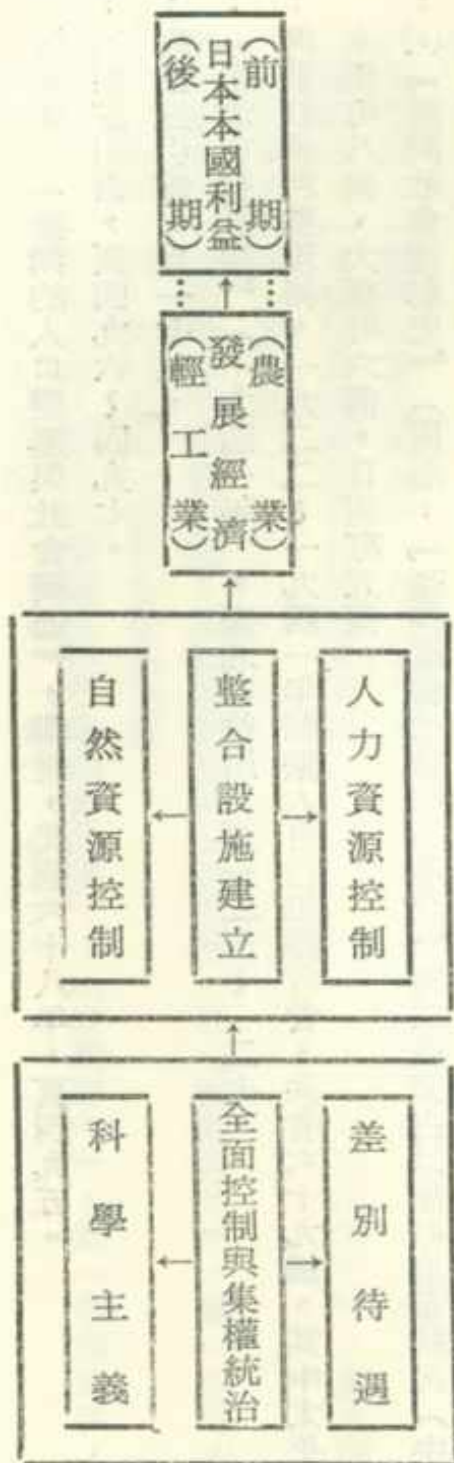 (前期)
日本本國利益
(後期)
(農業)
發展經濟
(輕工業)
人力資源控制
整合設施建立
自然資源控制
差別待遇
全面控制與集權統治
科學主義